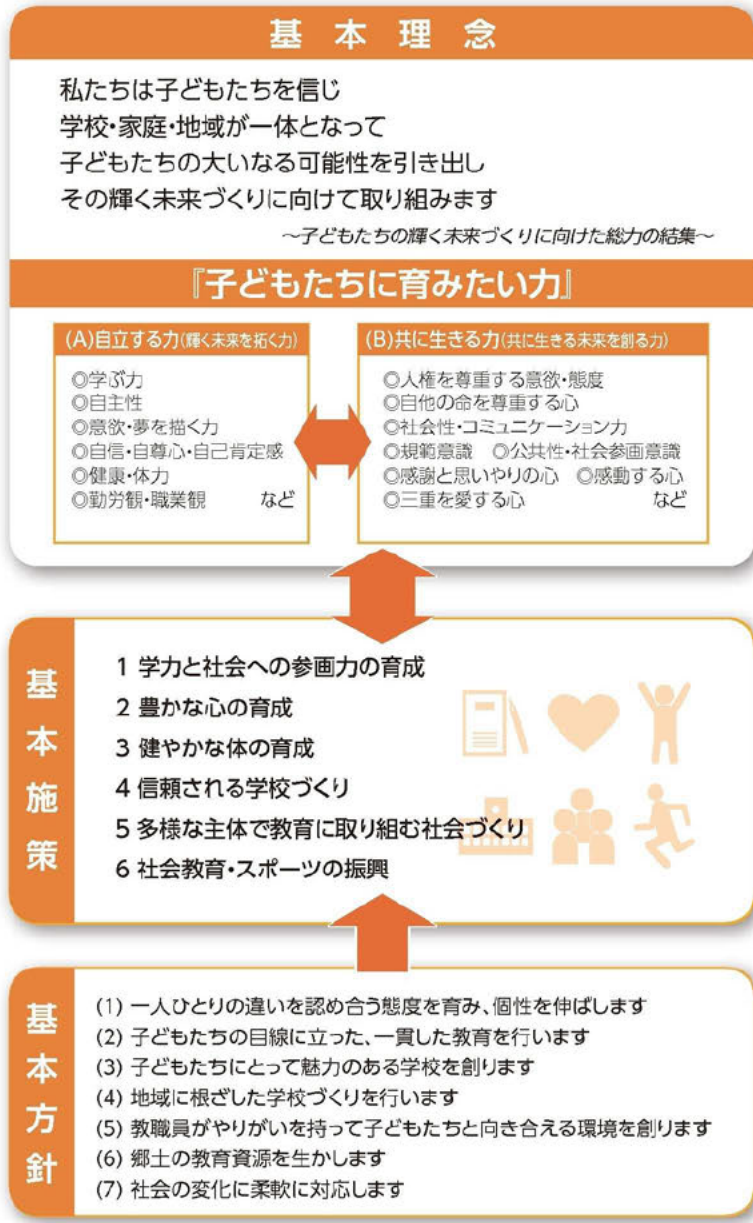 基本理念
私たちは子どもたちを信じ
学校・家庭・地域が一体となって
子どもたちの大いなる可能性を引き出し
その輝く未来づくりに向けて取り組みます
～子どもたちの輝く未来づくりに向けた総力の結集～
『子どもたちに育みたい力』
(A)自立する力(輝く未来を拓く力)
◎学ぶ力
◎自主性
◎意欲・夢を描く力
◎自信・自尊心・自己肯定感
◎健康・体力
◎勤労観・職業観 など
(B)共に生きる力(共に生きる未来を創る力)
◎人権を尊重する意欲・態度
◎自他の命を尊重する心
◎社会性・コミュニケーション力
◎規範意識 ◎公共性・社会参画意識
◎感謝と思いやりの心 ◎感動する心
◎三重を愛する心 など
基本施策
1 学力と社会への参画力の育成
2 豊かな心の育成
3 健やかな体の育成
4 信頼される学校づくり
5 多様な主体で教育に取り組む社会づくり
6 社会教育・スポーツの振興
基本方針
(1) 一人ひとりの違いを認め合う態度を育み、個性を伸ばします
(2) 子どもたちの目線に立った、一貫した教育を行います
(3) 子どもたちにとって魅力のある学校を創ります
(4) 地域に根ざした学校づくりを行います
(5) 教職員がやりがいを持って子どもたちと向き合える環境を創ります
(6) 郷土の教育資源を生かします
(7) 社会の変化に柔軟に対応します